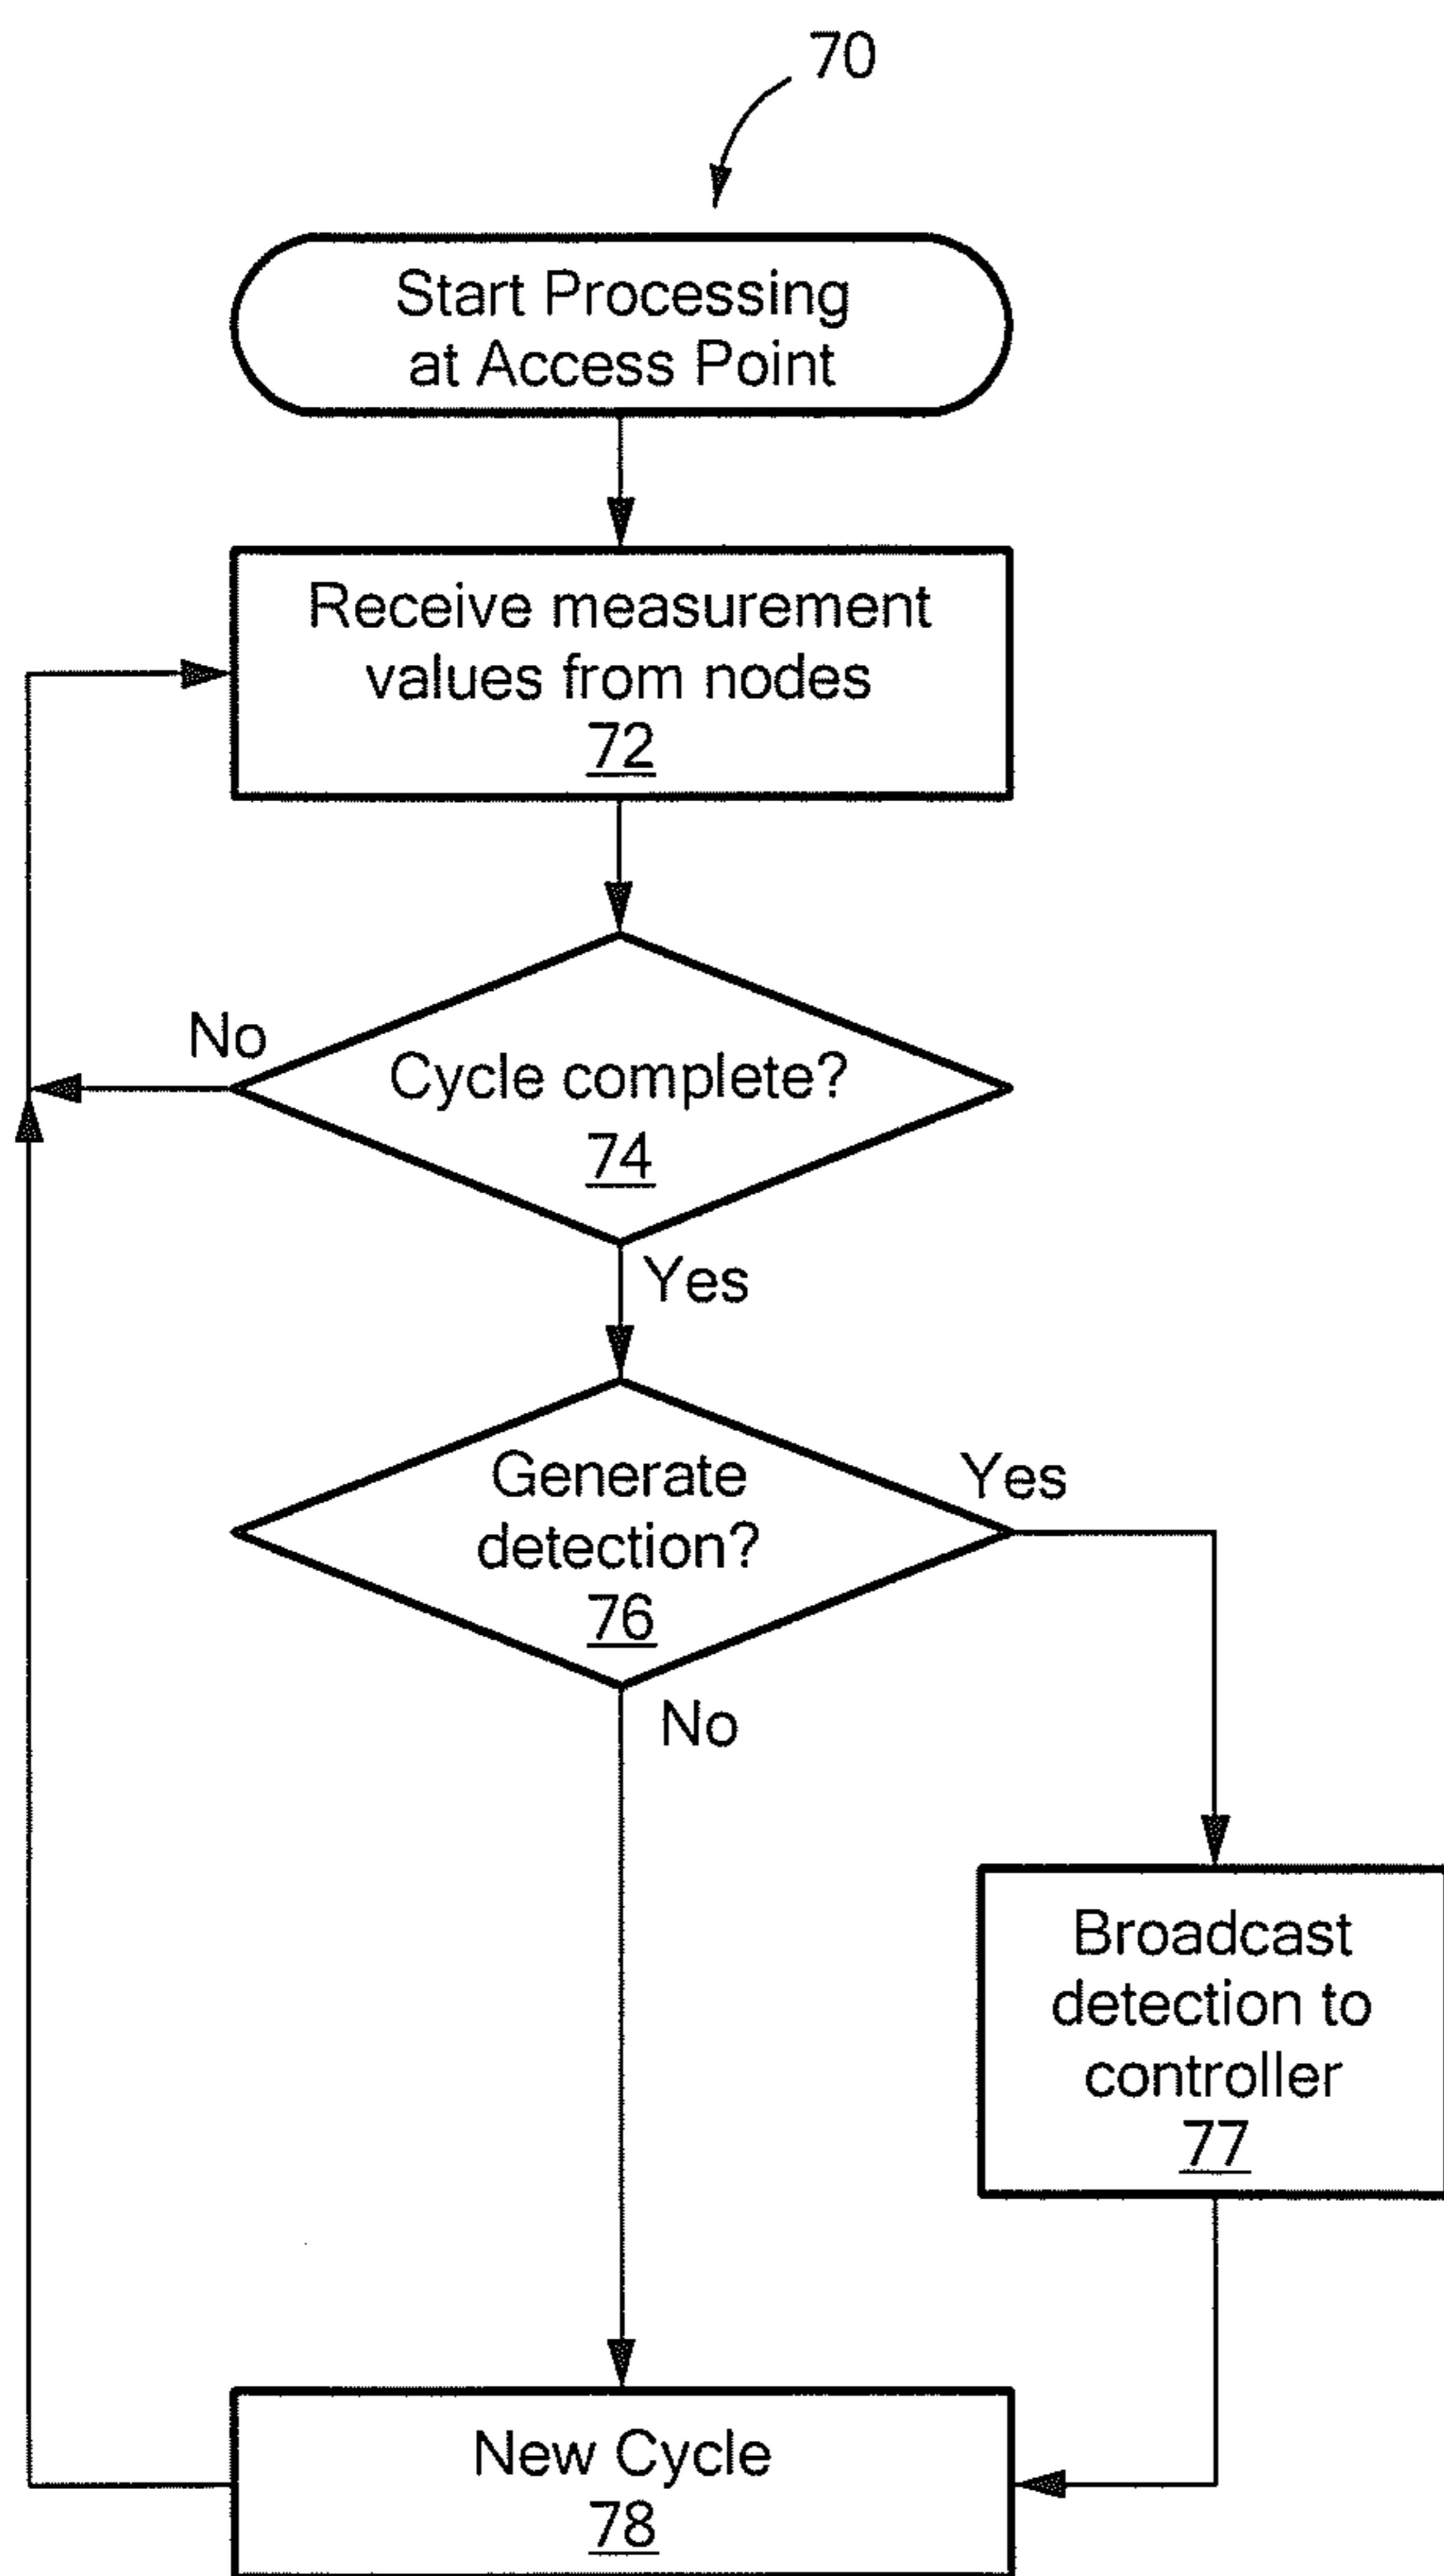 70
Start Processing
at Access Point
Receive measurement
values from nodes
72
No
Cycle complete?
74
Yes
Generate
detection?
76
Yes
No
Broadcast
detection to
controller
77
New Cycle
78